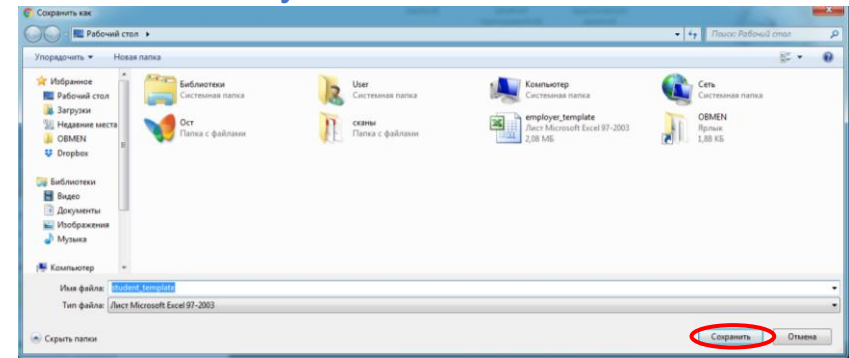 Сохранить как
Рабочий стол
Поиск: Рабочий стол
Упорядочить
Новая папка
Избранное
Рабочий стол
Загрузки
Недавние места
OBMEN
Dropbox
Библиотеки
Видео
Документы
Изображения
Музыка
Компьютер
Библиотеки
Системная папка
User
Системная папка
Компьютер
Системная папка
Сеть
Системная папка
Ост
Папка с файлами
сканы
Папка с файлами
employer_template
Лист Microsoft Excel 97-2003
2,08 МБ
OBMEN
Ярлык
1,88 КБ
Имя файла: student_template
Тип файла: Лист Microsoft Excel 97-2003
Скрыть папки
Сохранить
Отмена